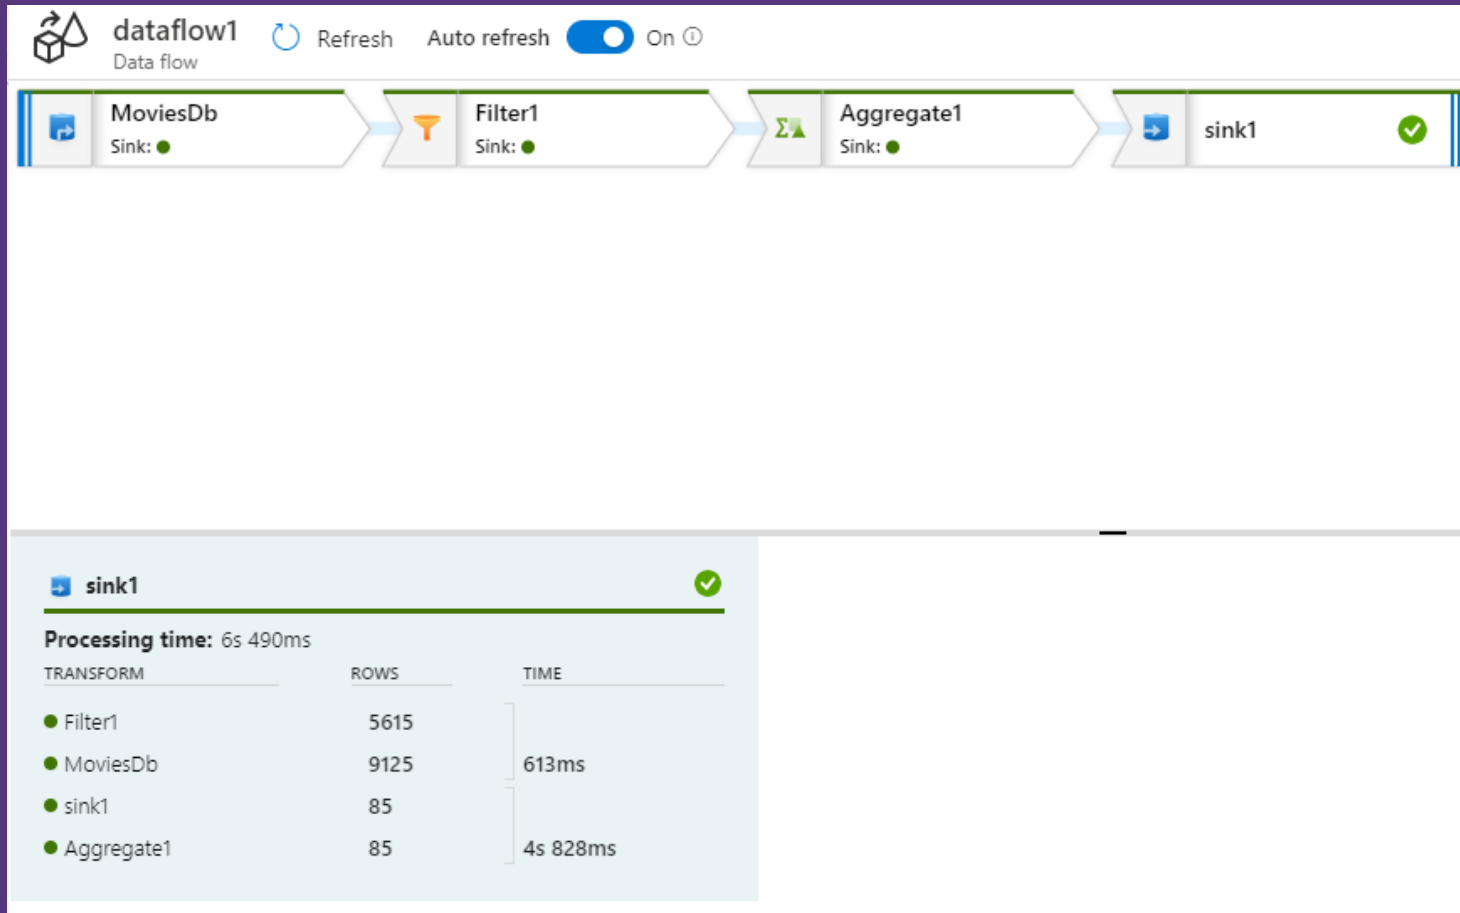 dataflow1
Data flow
Refresh
Auto refresh
On
MoviesDb
Sink:
Filter1
Sink:
Aggregate1
Sink:
sink1
sink1
Processing time: 6s 490ms
TRANSFORM ROWS TIME
Filter1 5615
MoviesDb 9125 613ms
sink1 85
Aggregate1 85 4s 828ms